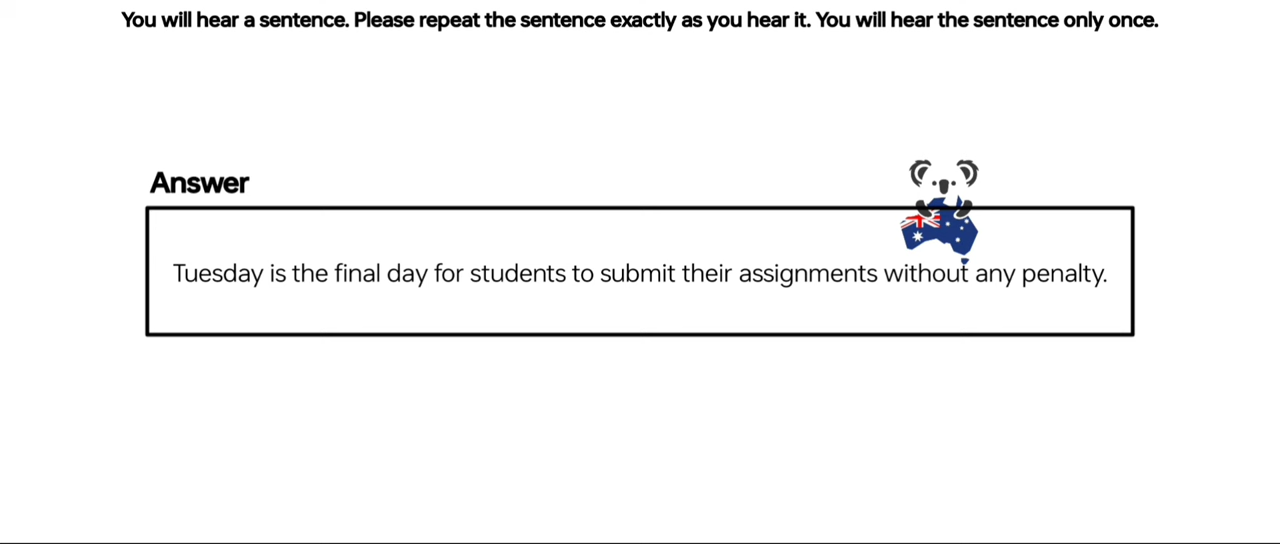 You will hear a sentence. Please repeat the sentence exactly as you hear it. You will hear the sentence only once.
Answer
Tuesday is the final day for students to submit their assignments without any penalty.